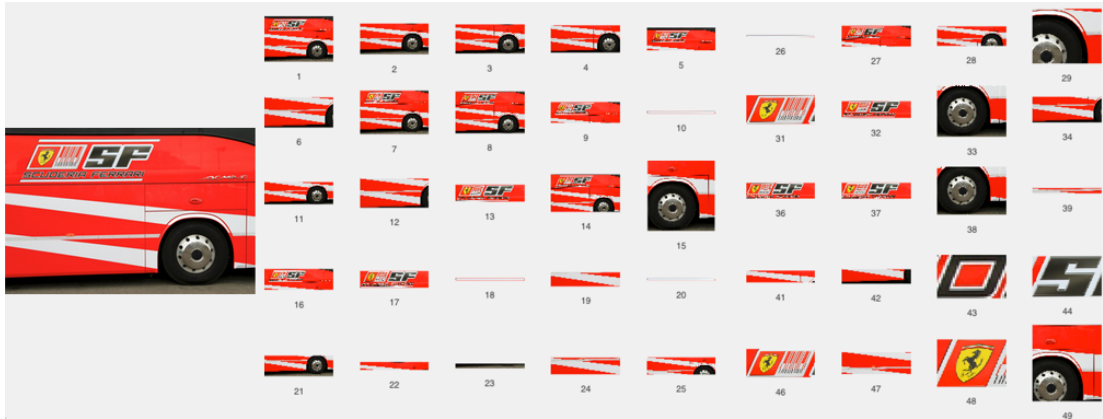 SF
SCUDERIA FERRARI
1 2 3 4 5 26 27 28 29
6 7 8 9 10 31 32 33 34
11 12 13 14 15 36 37 38 39
16 17 18 19 20 41 42 43 44
21 22 23 24 25 46 47 48 49